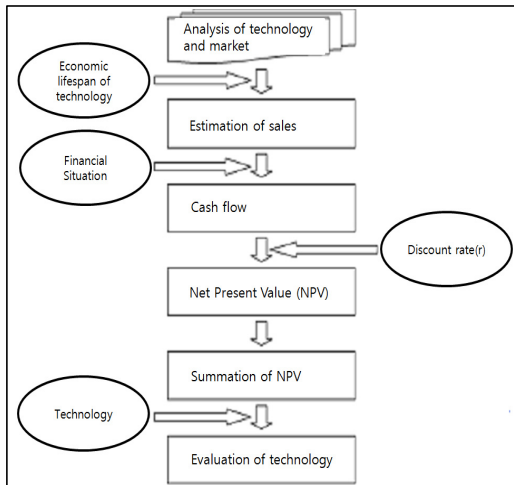 Analysis of technology
and market
Economic
lifespan of
technology
Estimation of sales
Financial
Situation
Cash flow
Discount rate(r)
Net Present Value (NPV)
Summation of NPV
Technology
Evaluation of technology